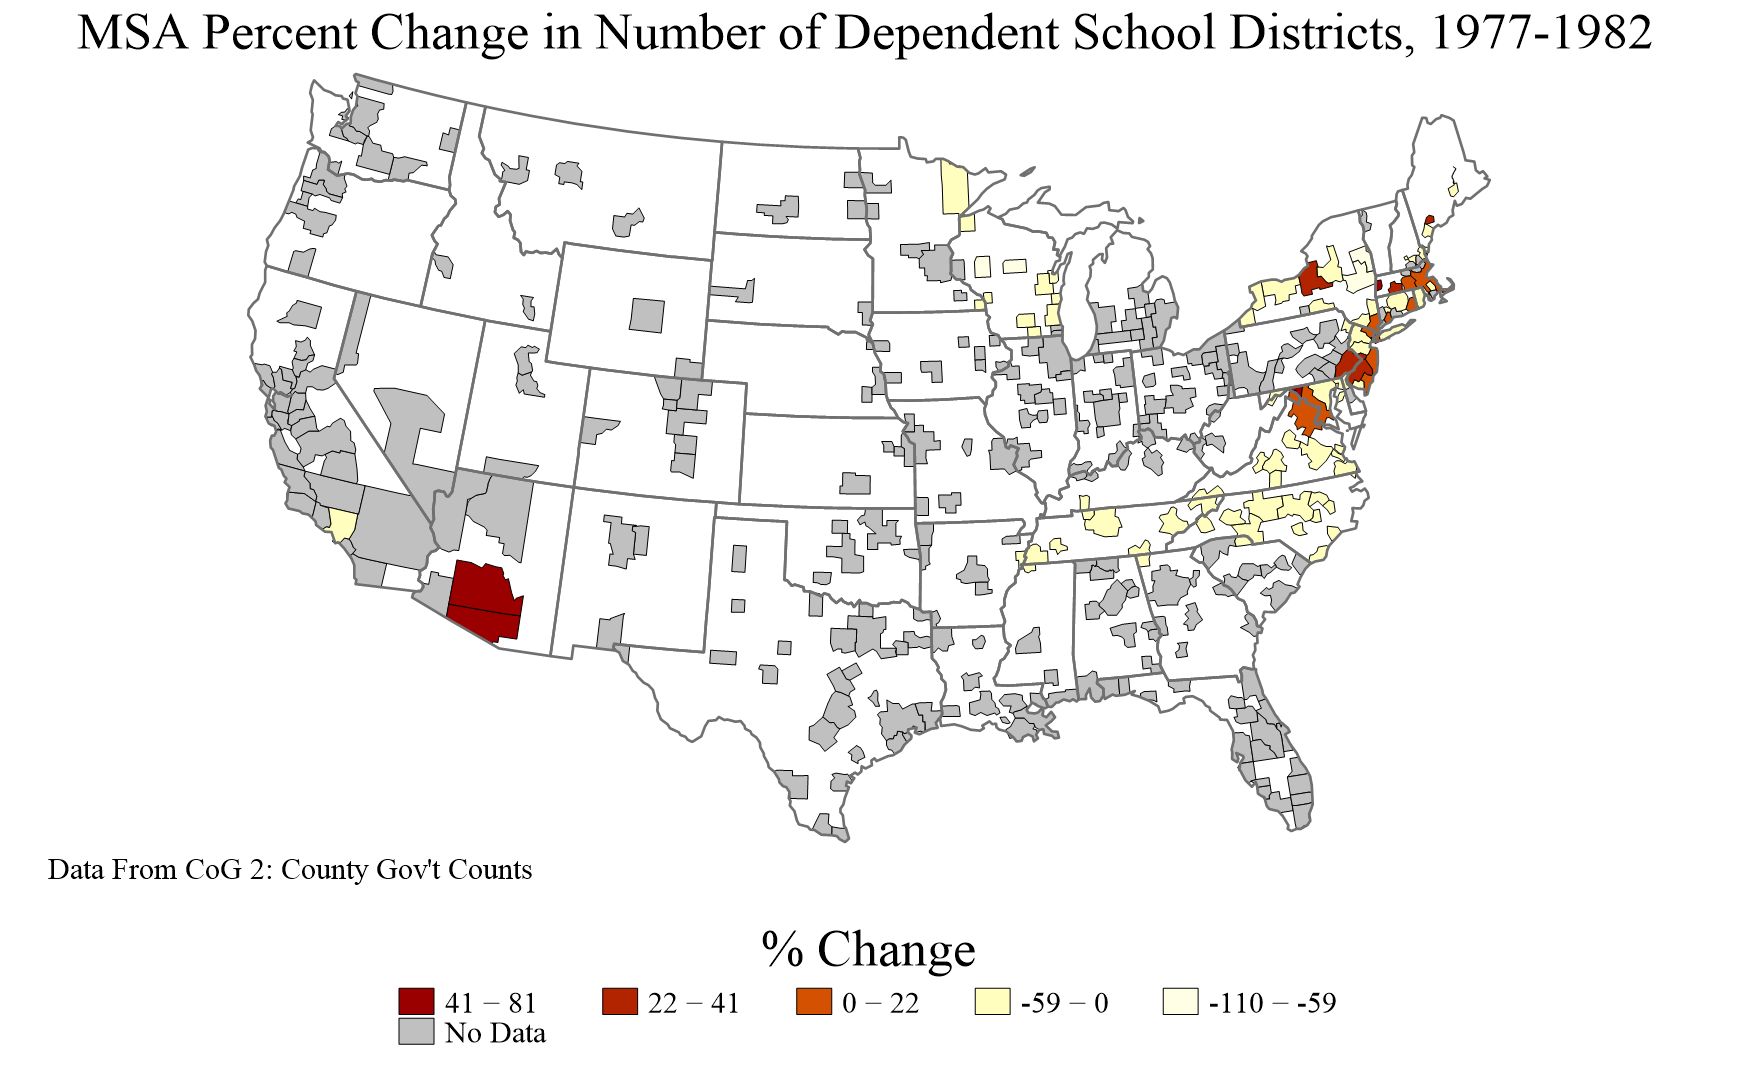 MSA Percent Change in Number of Dependent School Districts, 1977-1982
Data From CoG 2: County Gov't Counts
% Change
41 − 81
22 − 41
0 − 22
-59 − 0
-110 − -59
No Data